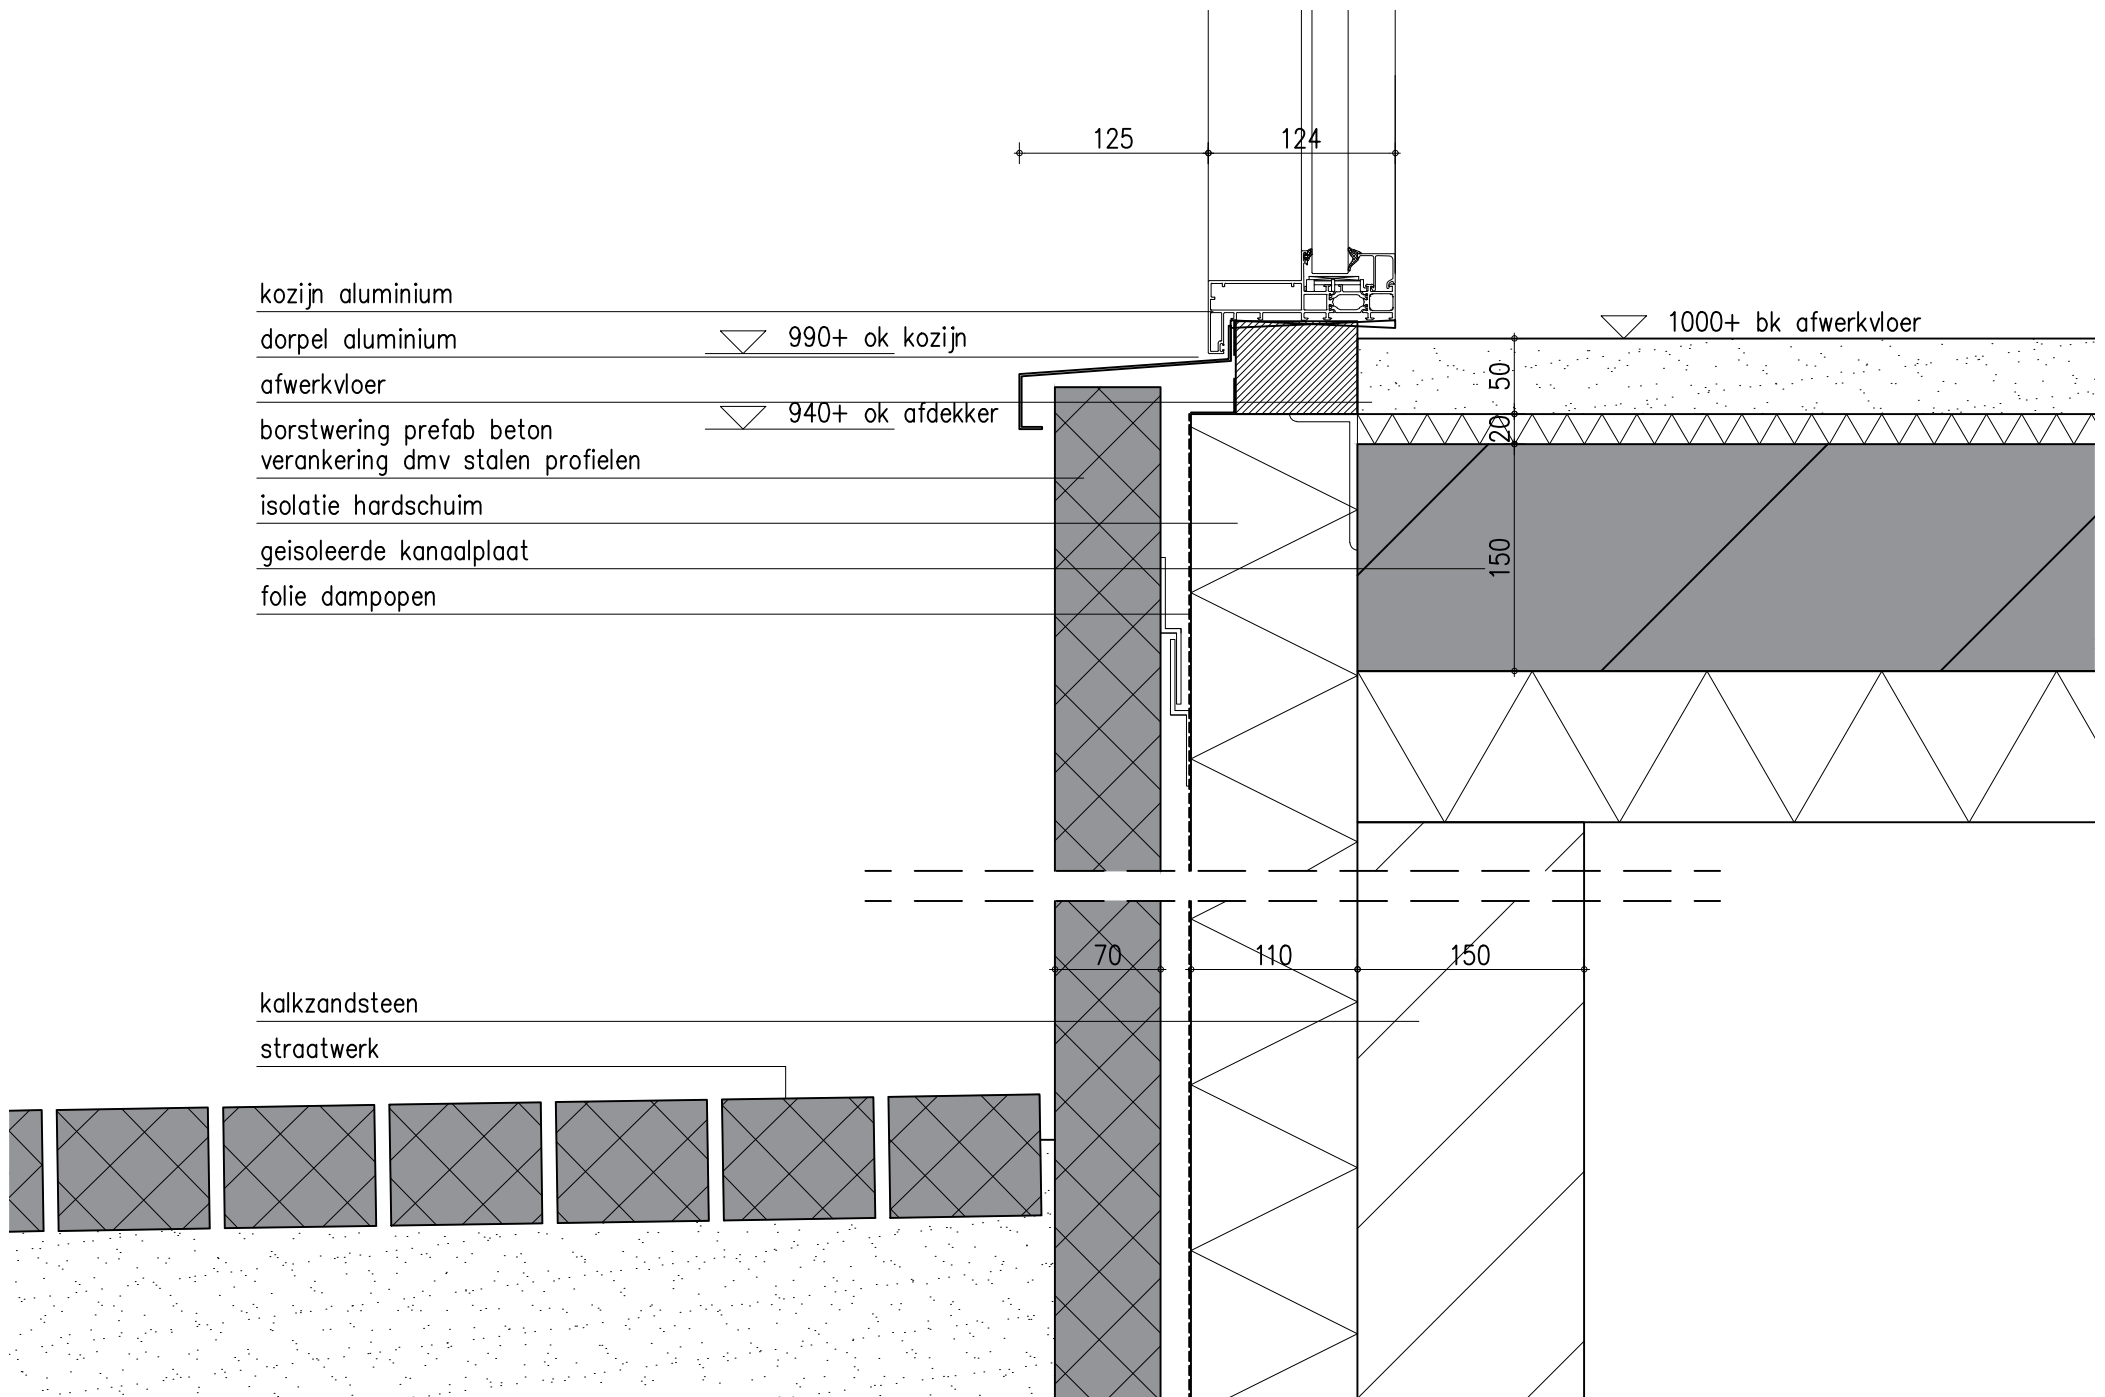 125
124
kozijn aluminium
dorpel aluminium
990+ ok kozijn
1000+ bk afwerkvloer
afwerkvloer
50
940+ ok afdekker
20
borstwering prefab beton
verankering dmv stalen profielen
isolatie hardschuim
geisoleerde kanaalplaat
150
folie dampopen
70
110
150
kalkzandsteen
straatwerk